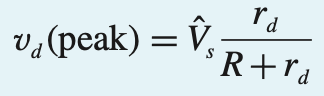 v_d(peak) = V̂_s r_d / (R + r_d)